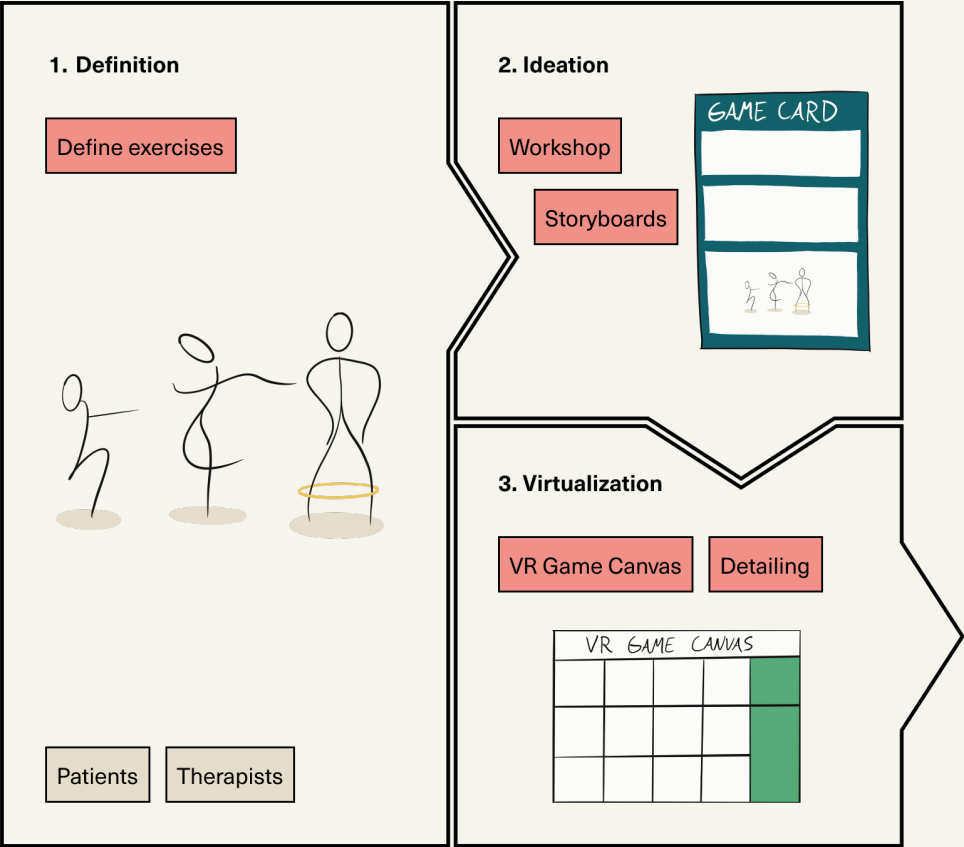 1. Definition
Define exercises
Patients
Therapists
2. Ideation
Workshop
Storyboards
GAME CARD
3. Virtualization
VR Game Canvas
Detailing
VR GAME CANVAS